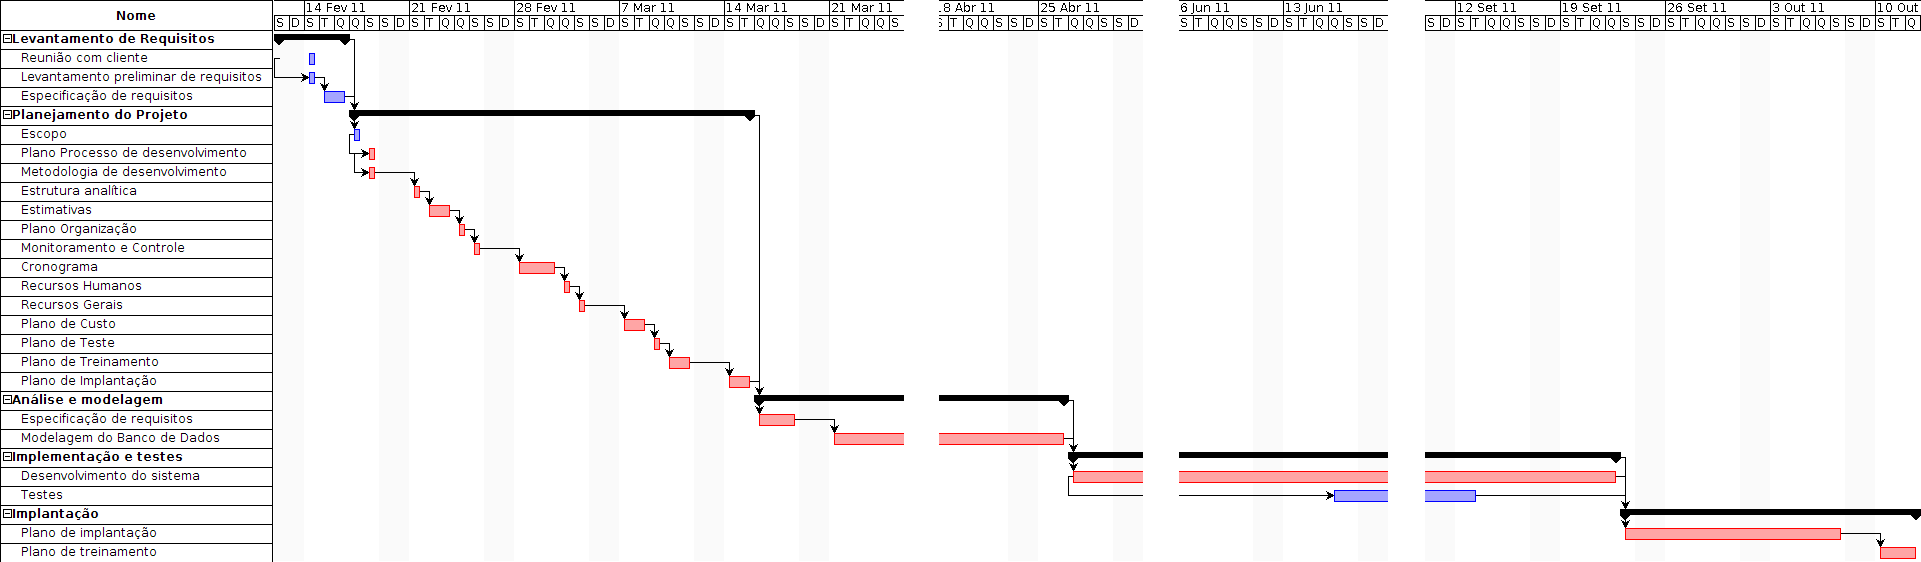 Nome
14 Fev 11 21 Fev 11 28 Fev 11 7 Mar 11 14 Mar 11 21 Mar 11 8 Abr 11 25 Abr 11 6 Jun 11 13 Jun 11 12 Set 11 19 Set 11 26 Set 11 3 Out 11 10 Out
S D S T Q Q S S D S T Q Q S S D S T Q Q S S D S T Q Q S S D S T Q Q S S D S T Q Q S S T Q Q S S D S T Q Q S S D S T Q Q S S D S T Q Q S S D S D S T Q Q S S D S T Q Q S S D S T Q Q S S D S T Q Q S S D S T Q
Levantamento de Requisitos
Reunião com cliente
Levantamento preliminar de requisitos
Especificação de requisitos
Planejamento do Projeto
Escopo
Plano Processo de desenvolvimento
Metodologia de desenvolvimento
Estrutura analítica
Estimativas
Plano Organização
Monitoramento e Controle
Cronograma
Recursos Humanos
Recursos Gerais
Plano de Custo
Plano de Teste
Plano de Treinamento
Plano de Implantação
Análise e modelagem
Especificação de requisitos
Modelagem do Banco de Dados
Implementação e testes
Desenvolvimento do sistema
Testes
Implantação
Plano de implantação
Plano de treinamento